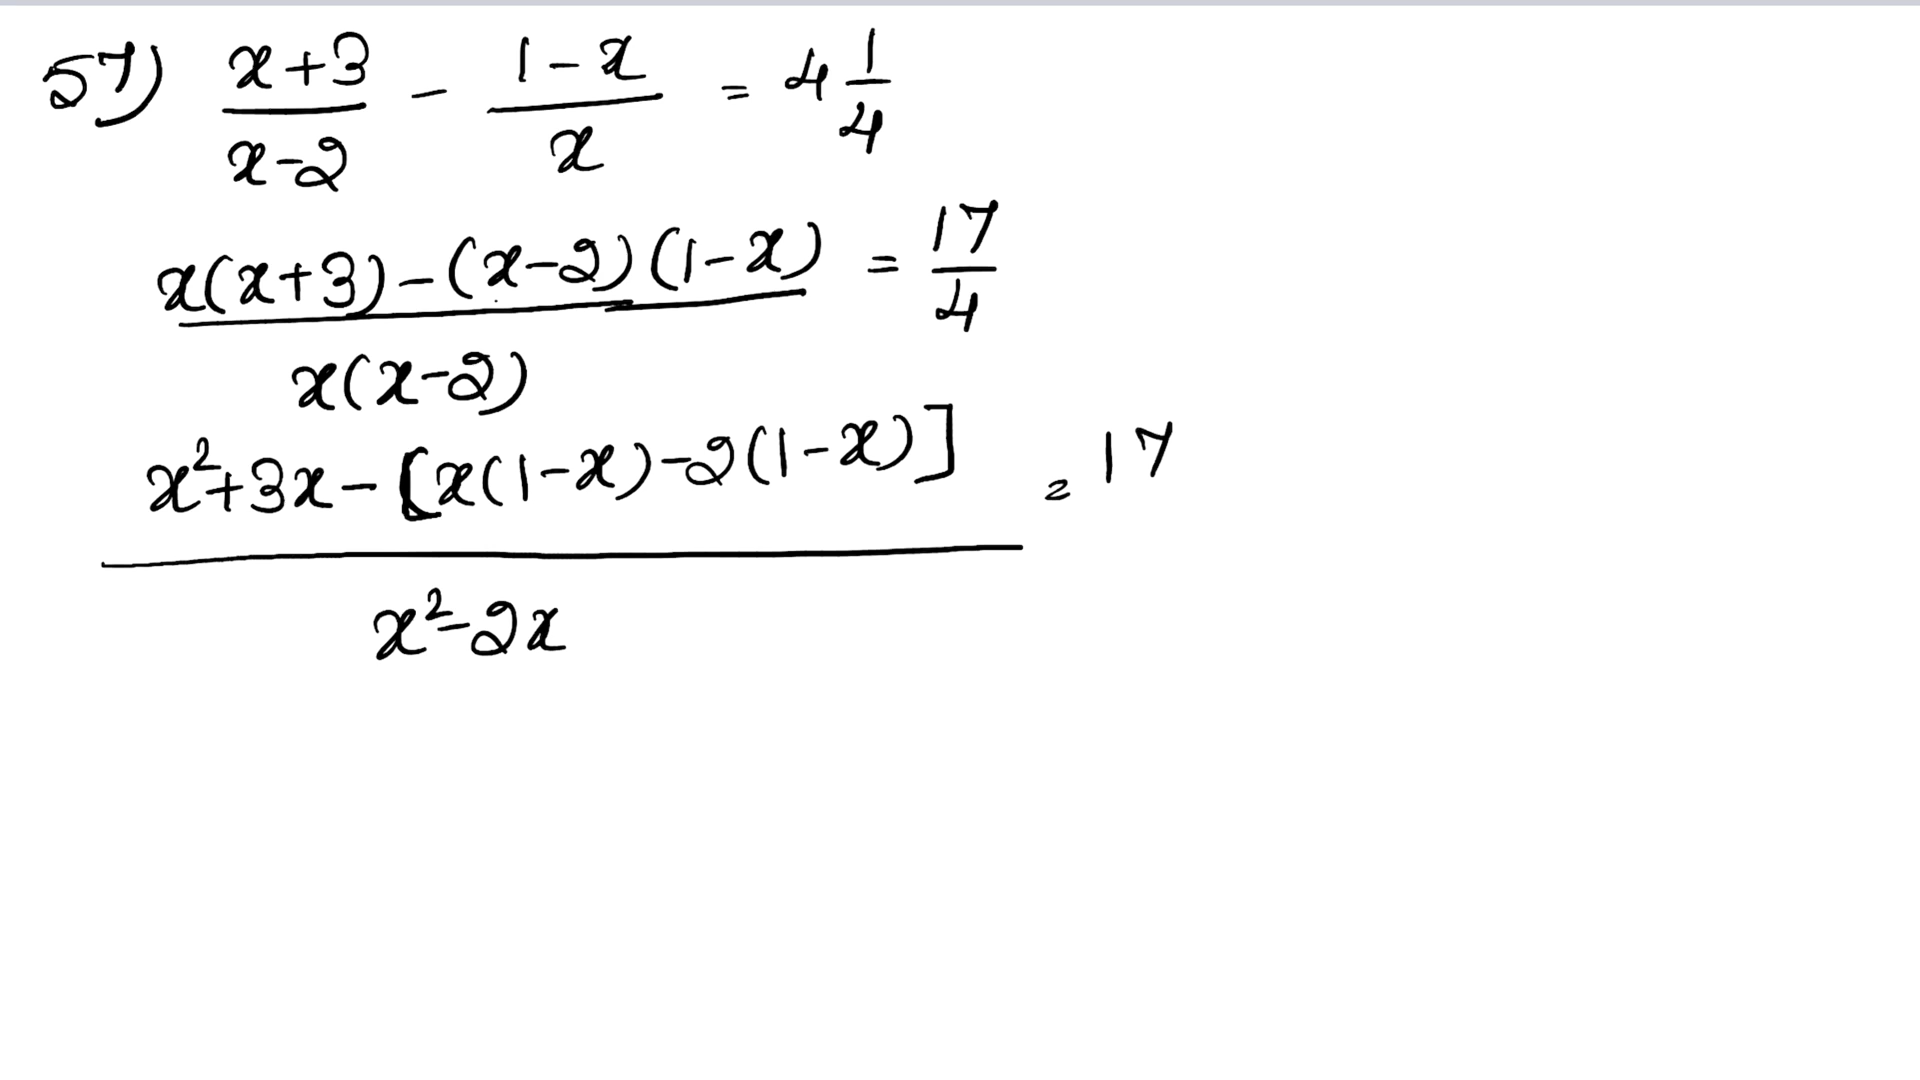 57) (x+3)/(x-2) - (1-x)/x = 4 1/4
(x(x+3)-(x-2)(1-x))/(x(x-2)) = 17/4
(x²+3x-[x(1-x)-2(1-x)])/(x²-2x) = 17